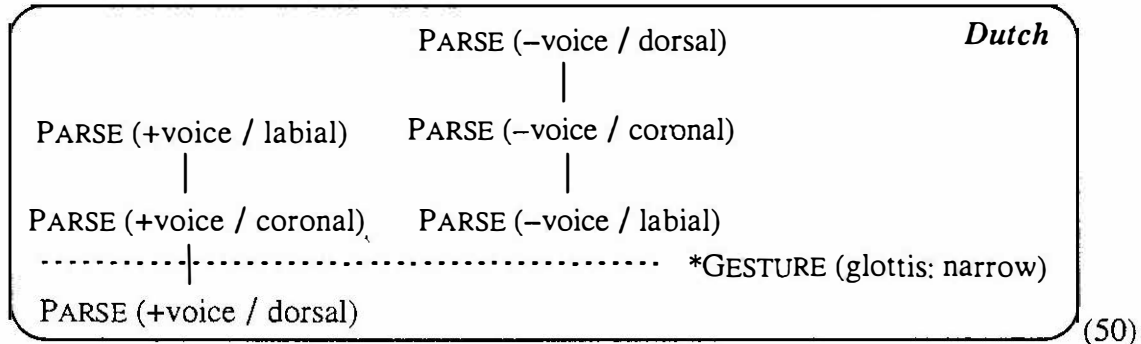 PARSE (–voice / dorsal) Dutch
PARSE (+voice / labial) PARSE (–voice / coronal)
PARSE (+voice / coronal) PARSE (–voice / labial)
*GESTURE (glottis: narrow)
PARSE (+voice / dorsal)
(50)